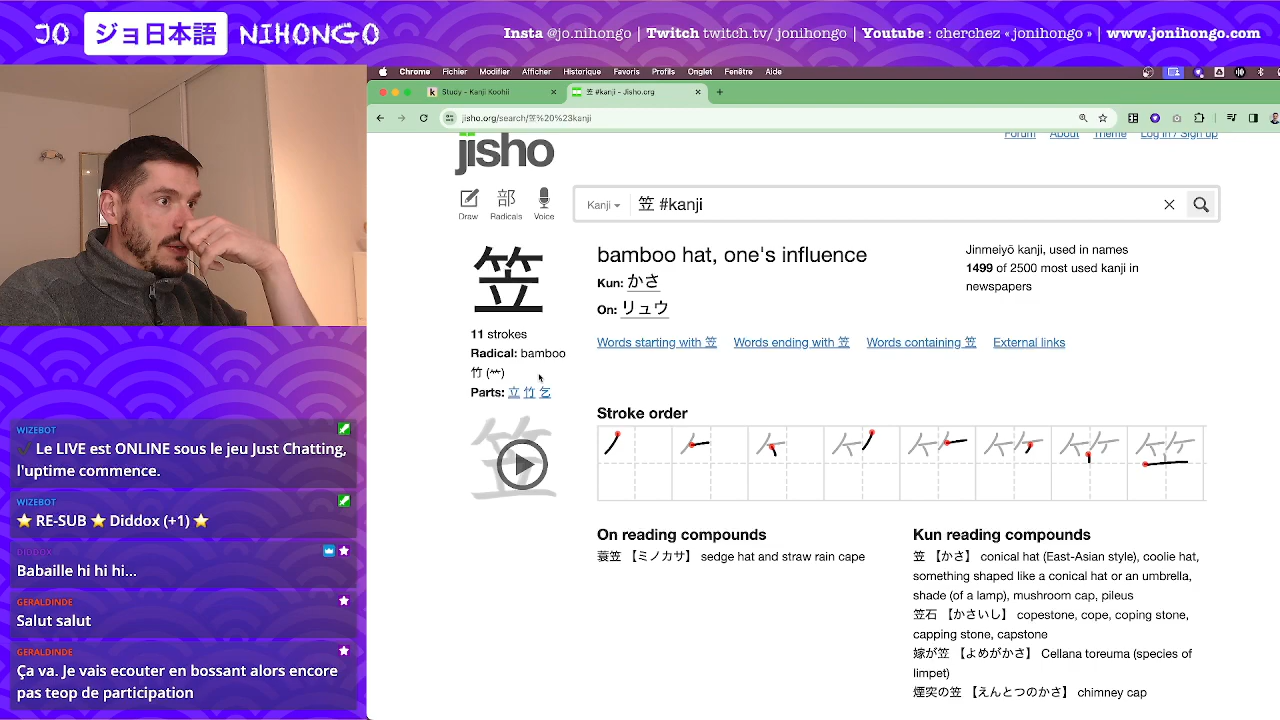 JO ジョ日本語 NIHONGO
Insta @jo.nihongo | Twitch twitch.tv/ jonihongo | Youtube : cherchez « jonihongo » | www.jonihongo.com
Chrome Fichier Modifier Afficher Historique Favoris Profils Onglet Fenêtre Aide
Study - Kanji Koohii
笠 #kanji - Jisho.org
jisho.org/search/笠%20%23kanji
jisho
Forum About Theme Log in / Sign up
Draw
部 Radicals
Voice
Kanji 笠 #kanji
笠
11 strokes
Radical: bamboo
竹 (⺮)
Parts: 立 竹 乞
笠
bamboo hat, one's influence
Kun: かさ
On: リュウ
Jinmeiyō kanji, used in names
1499 of 2500 most used kanji in
newspapers
Words starting with 笠
Words ending with 笠
Words containing 笠
External links
Stroke order
On reading compounds
蓑笠 【ミノカサ】 sedge hat and straw rain cape
Kun reading compounds
笠 【かさ】 conical hat (East-Asian style), coolie hat,
something shaped like a conical hat or an umbrella,
shade (of a lamp), mushroom cap, pileus
笠石 【かさいし】 copestone, cope, coping stone,
capping stone, capstone
嫁が笠 【よめがかさ】 Cellana toreuma (species of
limpet)
煙突の笠 【えんとつのかさ】 chimney cap
WIZEBOT
✔ Le LIVE est ONLINE sous le jeu Just Chatting,
l'uptime commence.
WIZEBOT
⭐ RE-SUB ⭐ Diddox (+1) ⭐
DIDDOX
Babaille hi hi hi...
GERALDINDE
Salut salut
GERALDINDE
Ça va. Je vais ecouter en bossant alors encore
pas teop de participation